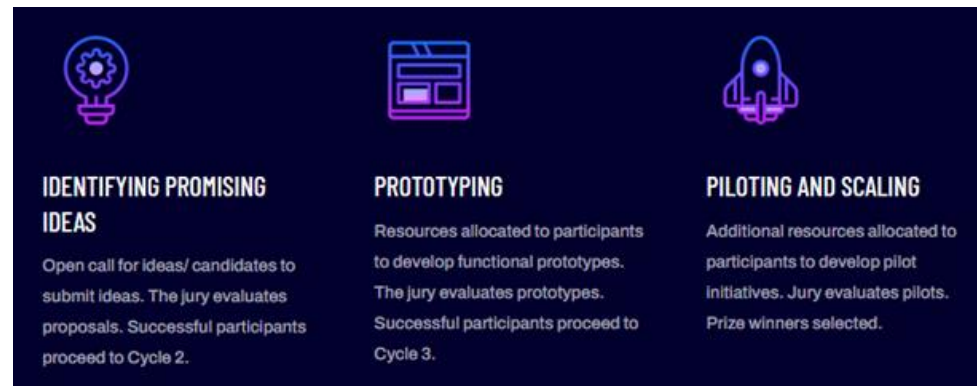 IDENTIFYING PROMISING
IDEAS
Open call for ideas/ candidates to
submit ideas. The jury evaluates
proposals. Successful participants
proceed to Cycle 2.
PROTOTYPING
Resources allocated to participants
to develop functional prototypes.
The jury evaluates prototypes.
Successful participants proceed to
Cycle 3.
PILOTING AND SCALING
Additional resources allocated to
participants to develop pilot
initiatives. Jury evaluates pilots.
Prize winners selected.